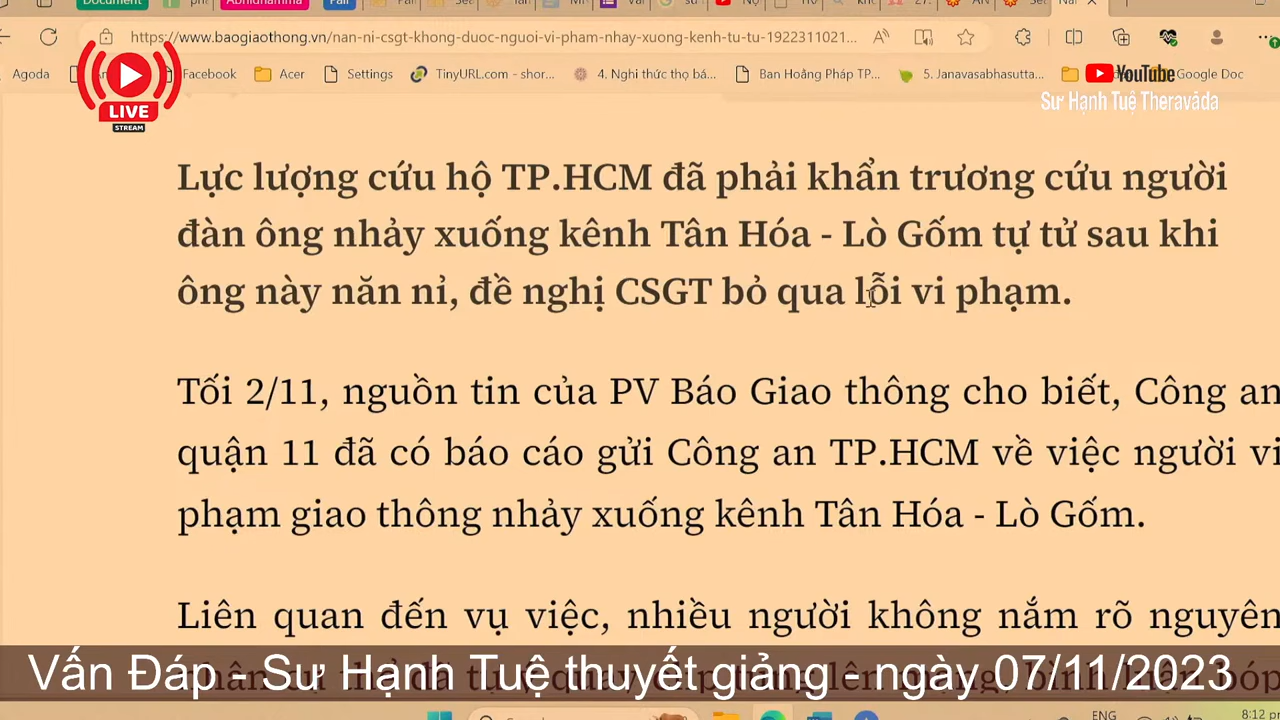 Document
Abhidhamma
Pali
https://www.baogiaothong.vn/nan-ni-csgt-khong-duoc-nguoi-vi-pham-nhay-xuong-kenh-tu-tu-1922311021...
Agoda
Facebook
Acer
Settings
TinyURL.com - shor...
4. Nghi thức thọ bá...
Ban Hoằng Pháp TP...
5. Janavasabhasutta...
Google Doc
LIVE
STREAM
YouTube
Sư Hạnh Tuệ Theravāda
Lực lượng cứu hộ TP.HCM đã phải khẩn trương cứu người
đàn ông nhảy xuống kênh Tân Hóa - Lò Gốm tự tử sau khi
ông này năn nỉ, đề nghị CSGT bỏ qua lỗi vi phạm.
Tối 2/11, nguồn tin của PV Báo Giao thông cho biết, Công an
quận 11 đã có báo cáo gửi Công an TP.HCM về việc người vi
phạm giao thông nhảy xuống kênh Tân Hóa - Lò Gốm.
Liên quan đến vụ việc, nhiều người không nắm rõ nguyên
Vấn Đáp - Sư Hạnh Tuệ thuyết giảng - ngày 07/11/2023
ENG
8:12 pm